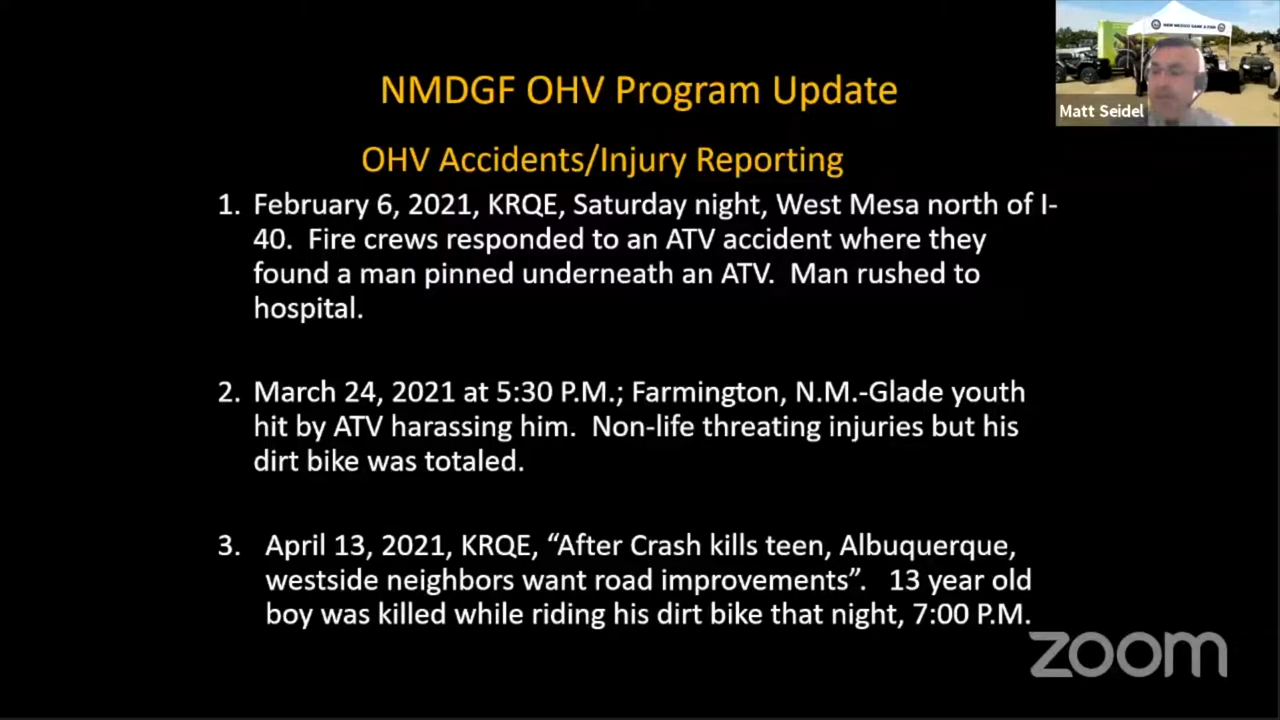 NMDGF OHV Program Update
OHV Accidents/Injury Reporting
1. February 6, 2021, KRQE, Saturday night, West Mesa north of I-
40.  Fire crews responded to an ATV accident where they
found a man pinned underneath an ATV.  Man rushed to
hospital.
2. March 24, 2021 at 5:30 P.M.; Farmington, N.M.-Glade youth
hit by ATV harassing him.  Non-life threating injuries but his
dirt bike was totaled.
3. April 13, 2021, KRQE, “After Crash kills teen, Albuquerque,
westside neighbors want road improvements”.  13 year old
boy was killed while riding his dirt bike that night, 7:00 P.M.
NEW MEXICO GAME & FISH
Matt Seidel
zoom